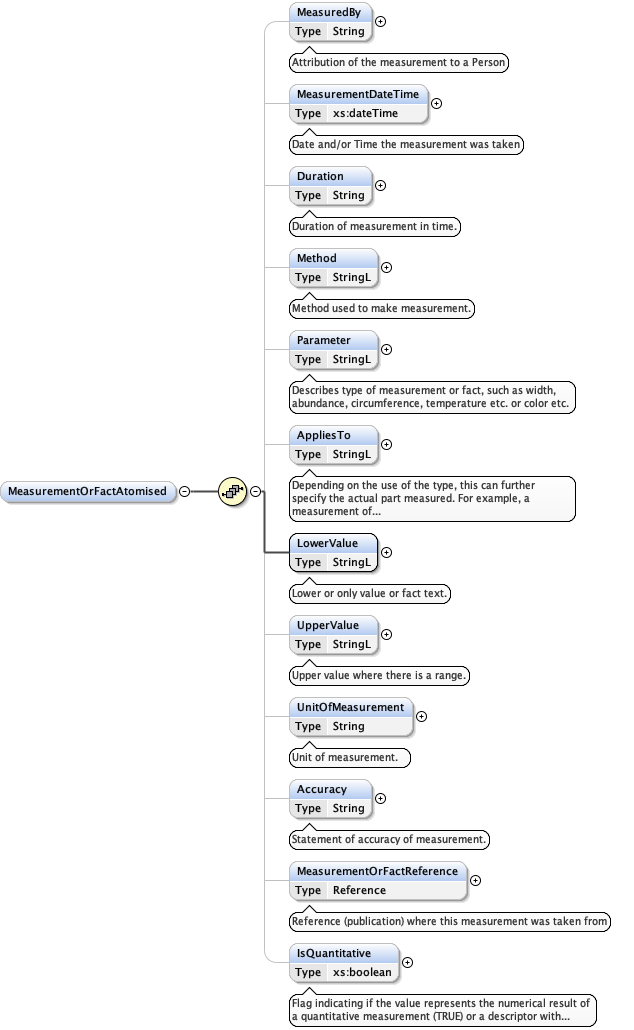 MeasuredBy
Type String
Attribution of the measurement to a Person
MeasurementDateTime
Type xs:dateTime
Date and/or Time the measurement was taken
Duration
Type String
Duration of measurement in time.
Method
Type StringL
Method used to make measurement.
Parameter
Type StringL
Describes type of measurement or fact, such as width,
abundance, circumference, temperature etc. or color etc.
AppliesTo
Type StringL
Depending on the use of the type, this can further
specify the actual part measured. For example, a
measurement of...
MeasurementOrFactAtomised
LowerValue
Type StringL
Lower or only value or fact text.
UpperValue
Type StringL
Upper value where there is a range.
UnitOfMeasurement
Type String
Unit of measurement.
Accuracy
Type String
Statement of accuracy of measurement.
MeasurementOrFactReference
Type Reference
Reference (publication) where this measurement was taken from
IsQuantitative
Type xs:boolean
Flag indicating if the value represents the numerical result of
a quantitative measurement (TRUE) or a descriptor with...